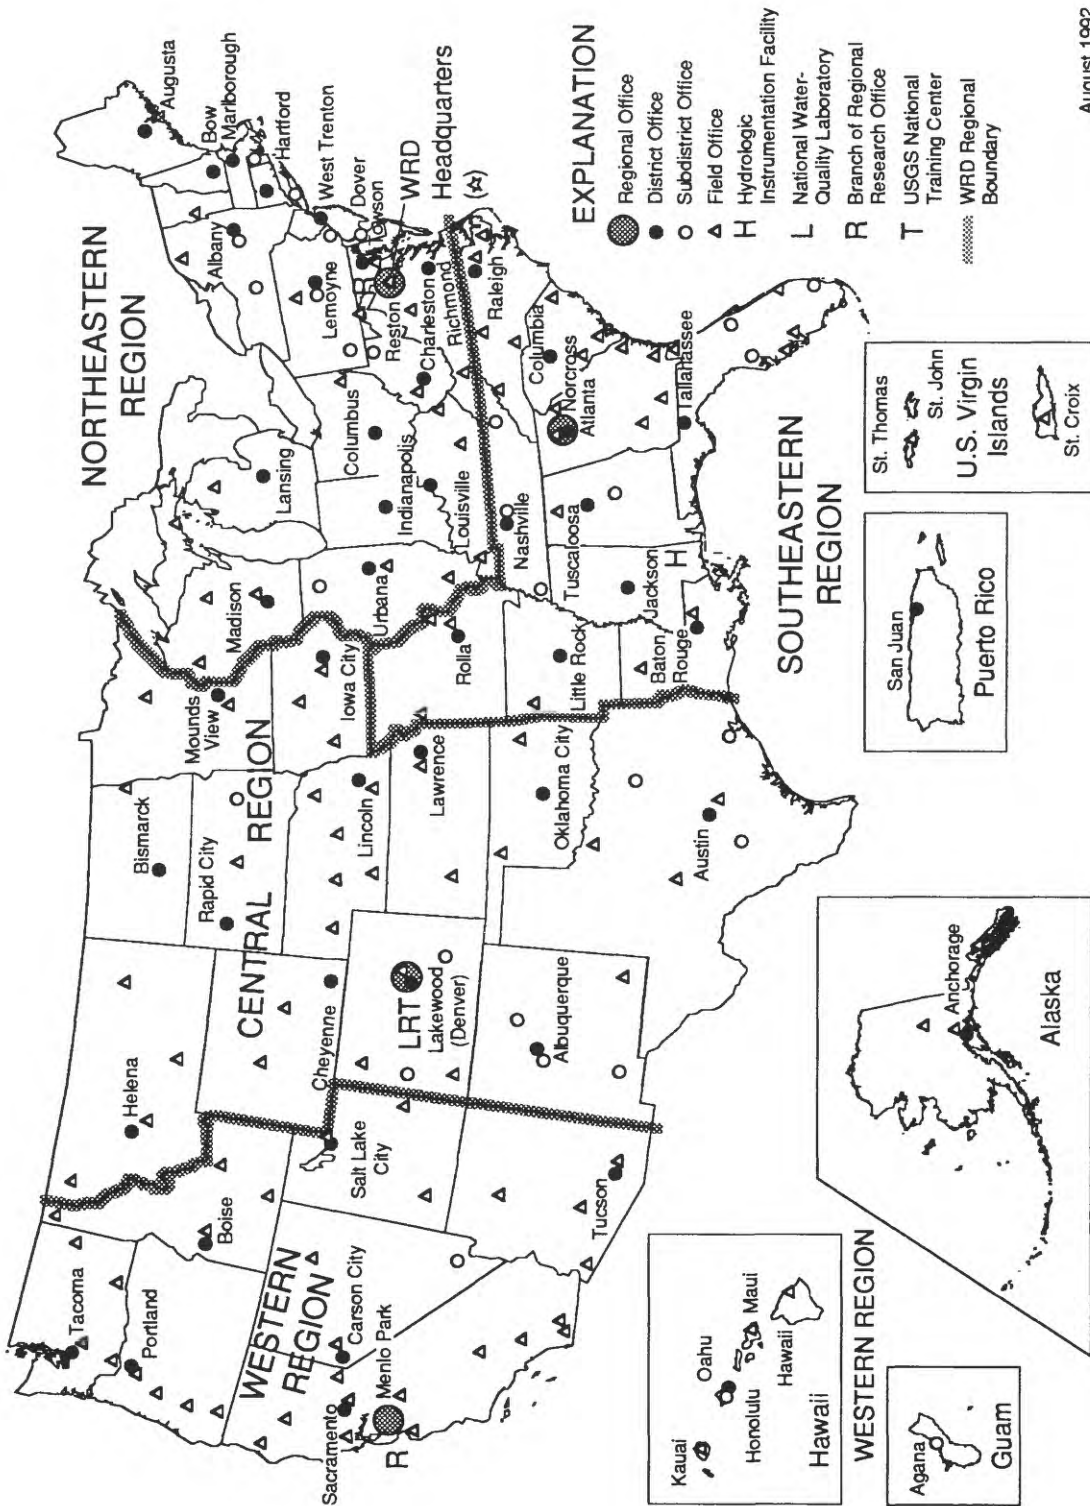 NORTHEASTERN
REGION
CENTRAL REGION
WESTERN
REGION
SOUTHEASTERN
REGION
Tacoma
Portland
Boise
Helena
Bismarck
Rapid City
Mounds
View
Madison
Lansing
Albany
Augusta
Bow
Marlborough
Hartford
West Trenton
Dover
Towson
WRD
Headquarters
(☆)
Lemoyne
R
Reston
Charleston
Richmond
Columbus
Indianapolis
Louisville
Urbana
Iowa City
Rolla
Lincoln
Lawrence
Cheyenne
LRT
Lakewood
(Denver)
Salt Lake
City
Carson City
Sacramento
Menlo Park
R
Tucson
Albuquerque
Oklahoma City
Austin
Little Rock
Baton
Rouge
Jackson
H
Tuscaloosa
Nashville
Raleigh
Columbia
Norcross
Atlanta
Tallahassee
EXPLANATION
Regional Office
District Office
Subdistrict Office
Field Office
H Hydrologic
Instrumentation Facility
L National Water-
Quality Laboratory
R Branch of Regional
Research Office
T USGS National
Training Center
WRD Regional
Boundary
Kauai
Oahu
Honolulu
Maui
Hawaii
Hawaii
WESTERN REGION
Agana
Guam
Anchorage
Alaska
San Juan
Puerto Rico
St. Thomas
St. John
U.S. Virgin
Islands
St. Croix
August 1992